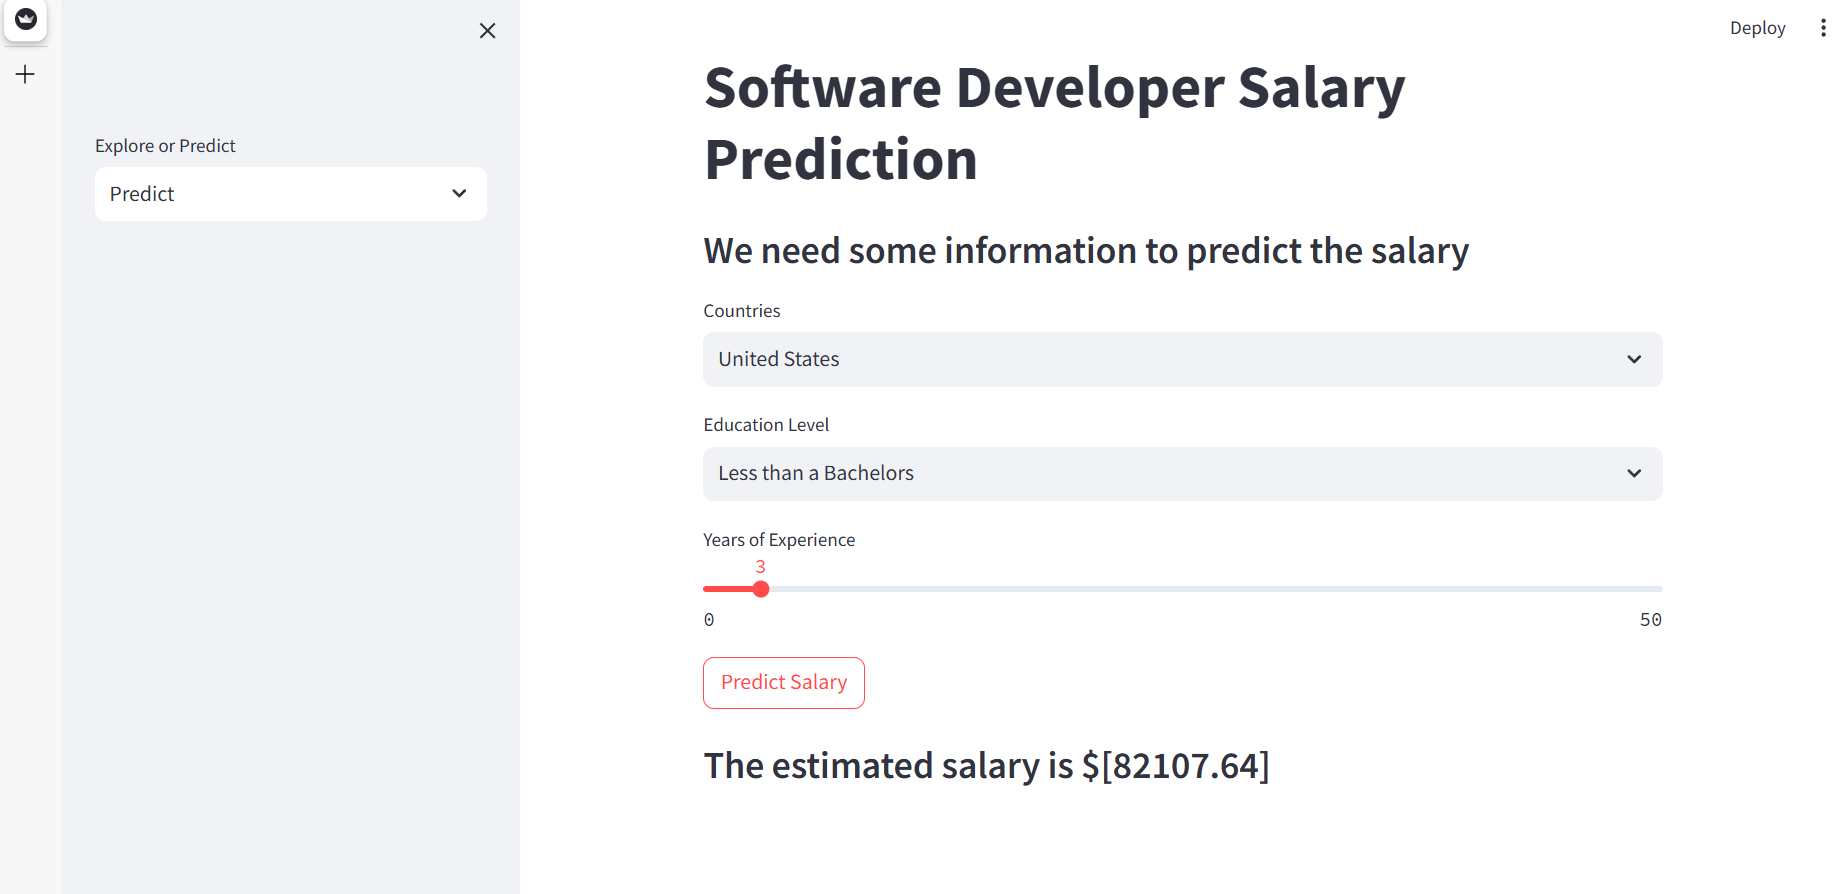 Deploy
Explore or Predict
Predict
Software Developer Salary
Prediction
We need some information to predict the salary
Countries
United States
Education Level
Less than a Bachelors
Years of Experience
3
0 50
Predict Salary
The estimated salary is $[82107.64]